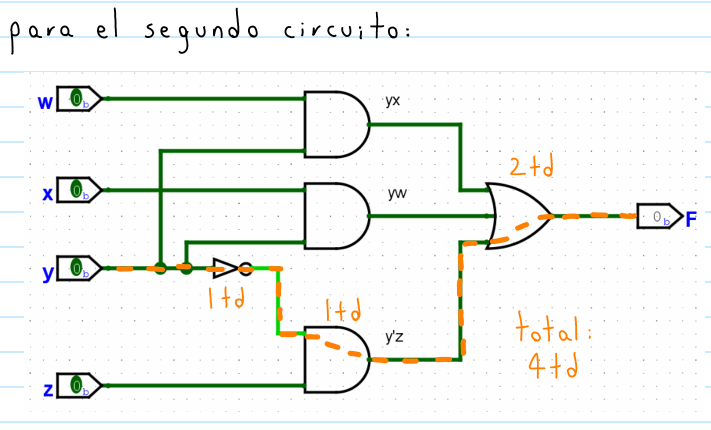 para el segundo circuito:
w 0b
yx
2td
x 0b
yw
0b F
y 0b
1td
1td
y'z
total:
4td
z 0b